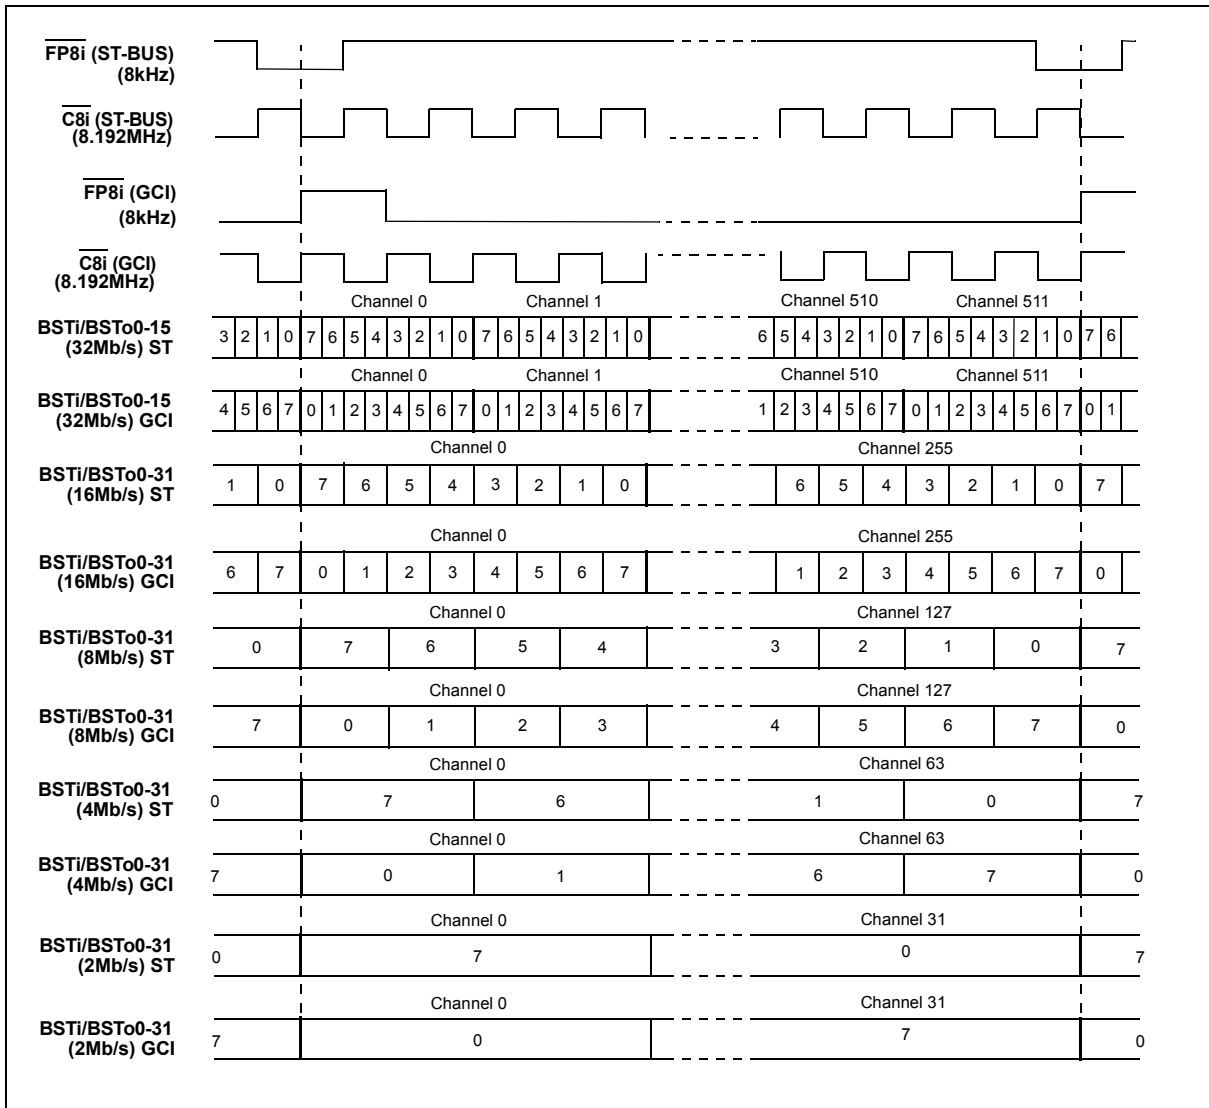 FP8i (ST-BUS)
(8kHz)
C8i (ST-BUS)
(8.192MHz)
FP8i (GCI)
(8kHz)
C8i (GCI)
(8.192MHz)
Channel 0 Channel 1 Channel 510 Channel 511
BSTi/BSTo0-15
(32Mb/s) ST
3 2 1 0 7 6 5 4 3 2 1 0 7 6 5 4 3 2 1 0 6 5 4 3 2 1 0 7 6 5 4 3 2 1 0 7 6
Channel 0 Channel 1 Channel 510 Channel 511
BSTi/BSTo0-15
(32Mb/s) GCI
4 5 6 7 0 1 2 3 4 5 6 7 0 1 2 3 4 5 6 7 1 2 3 4 5 6 7 0 1 2 3 4 5 6 7 0 1
Channel 0 Channel 255
BSTi/BSTo0-31
(16Mb/s) ST
1 0 7 6 5 4 3 2 1 0 6 5 4 3 2 1 0 7
Channel 0 Channel 255
BSTi/BSTo0-31
(16Mb/s) GCI
6 7 0 1 2 3 4 5 6 7 1 2 3 4 5 6 7 0
Channel 0 Channel 127
BSTi/BSTo0-31
(8Mb/s) ST
0 7 6 5 4 3 2 1 0 7
Channel 0 Channel 127
BSTi/BSTo0-31
(8Mb/s) GCI
7 0 1 2 3 4 5 6 7 0
Channel 0 Channel 63
BSTi/BSTo0-31
(4Mb/s) ST
0 7 6 1 0 7
Channel 0 Channel 63
BSTi/BSTo0-31
(4Mb/s) GCI
7 0 1 6 7 0
Channel 0 Channel 31
BSTi/BSTo0-31
(2Mb/s) ST
0 7 0 7
Channel 0 Channel 31
BSTi/BSTo0-31
(2Mb/s) GCI
7 0 7 0